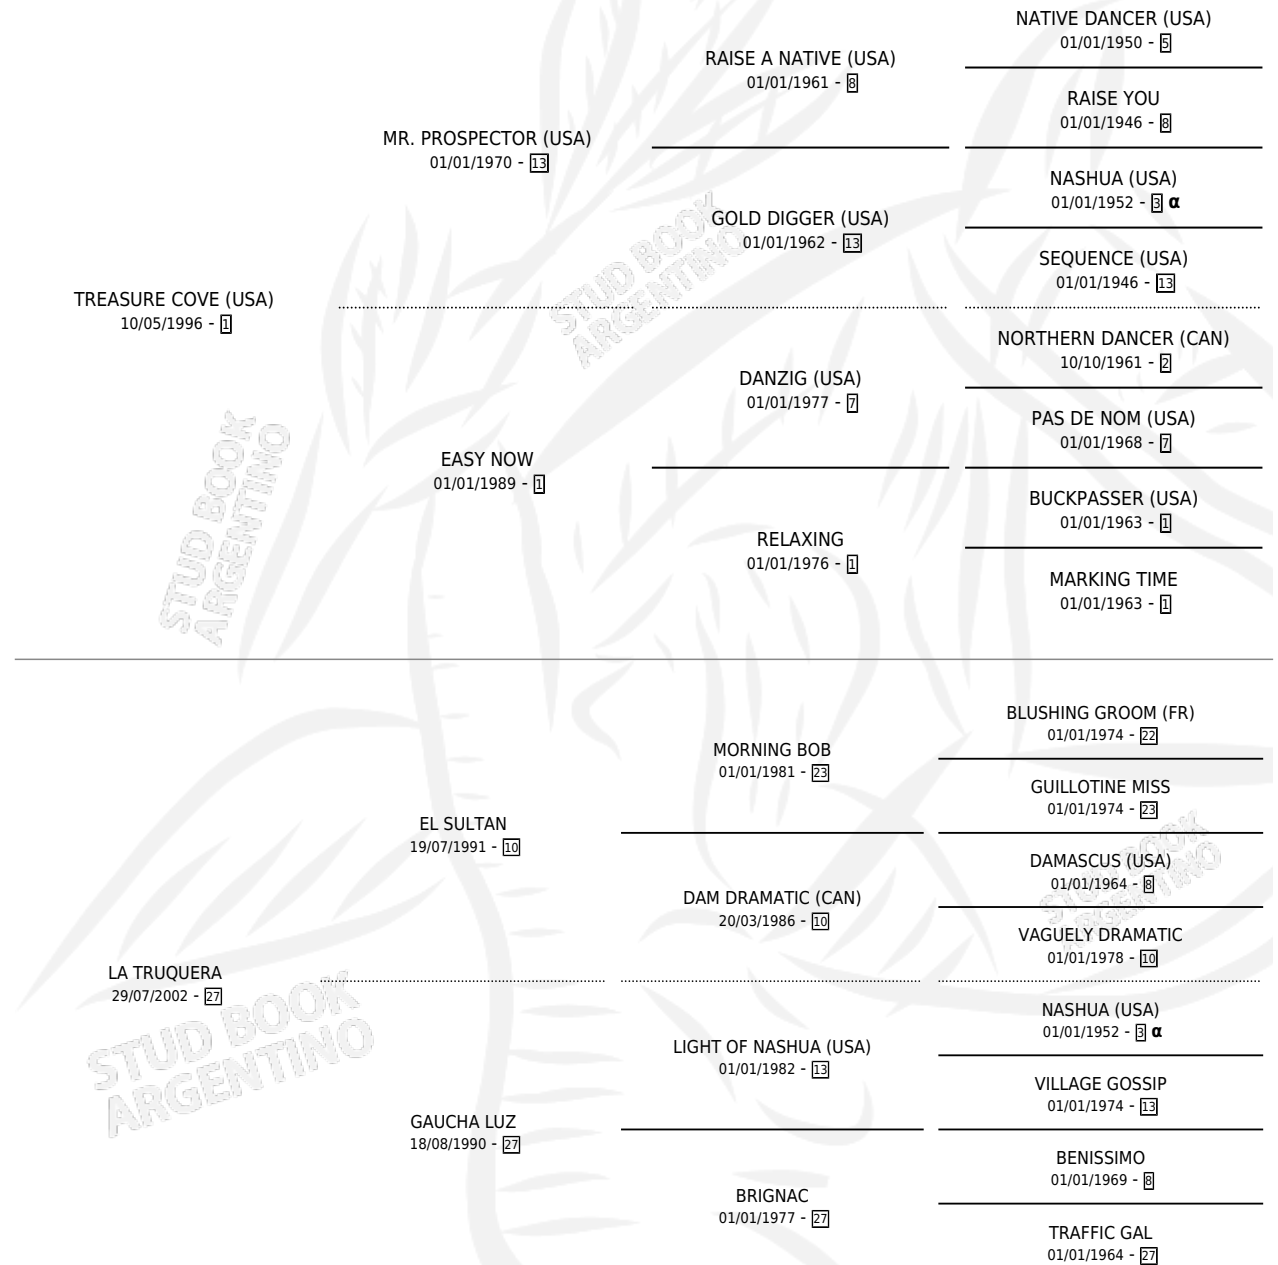 NATIVE DANCER (USA)
01/01/1950 - 5
RAISE A NATIVE (USA)
01/01/1961 - 8
RAISE YOU
01/01/1946 - 8
MR. PROSPECTOR (USA)
01/01/1970 - 13
NASHUA (USA)
01/01/1952 - 3 α
GOLD DIGGER (USA)
01/01/1962 - 13
SEQUENCE (USA)
01/01/1946 - 13
TREASURE COVE (USA)
10/05/1996 - 1
NORTHERN DANCER (CAN)
10/10/1961 - 2
DANZIG (USA)
01/01/1977 - 7
PAS DE NOM (USA)
01/01/1968 - 7
EASY NOW
01/01/1989 - 1
BUCKPASSER (USA)
01/01/1963 - 1
RELAXING
01/01/1976 - 1
MARKING TIME
01/01/1963 - 1
BLUSHING GROOM (FR)
01/01/1974 - 22
MORNING BOB
01/01/1981 - 23
GUILLOTINE MISS
01/01/1974 - 23
EL SULTAN
19/07/1991 - 10
DAMASCUS (USA)
01/01/1964 - 8
DAM DRAMATIC (CAN)
20/03/1986 - 10
VAGUELY DRAMATIC
01/01/1978 - 10
LA TRUQUERA
29/07/2002 - 27
NASHUA (USA)
01/01/1952 - 3 α
LIGHT OF NASHUA (USA)
01/01/1982 - 13
VILLAGE GOSSIP
01/01/1974 - 13
GAUCHA LUZ
18/08/1990 - 27
BENISSIMO
01/01/1969 - 8
BRIGNAC
01/01/1977 - 27
TRAFFIC GAL
01/01/1964 - 27
STUD BOOK
ARGENTINO
STUD BOOK
ARGENTINO
STUD BOOK
ARGENTINO
STUD BOOK
ARGENTINO